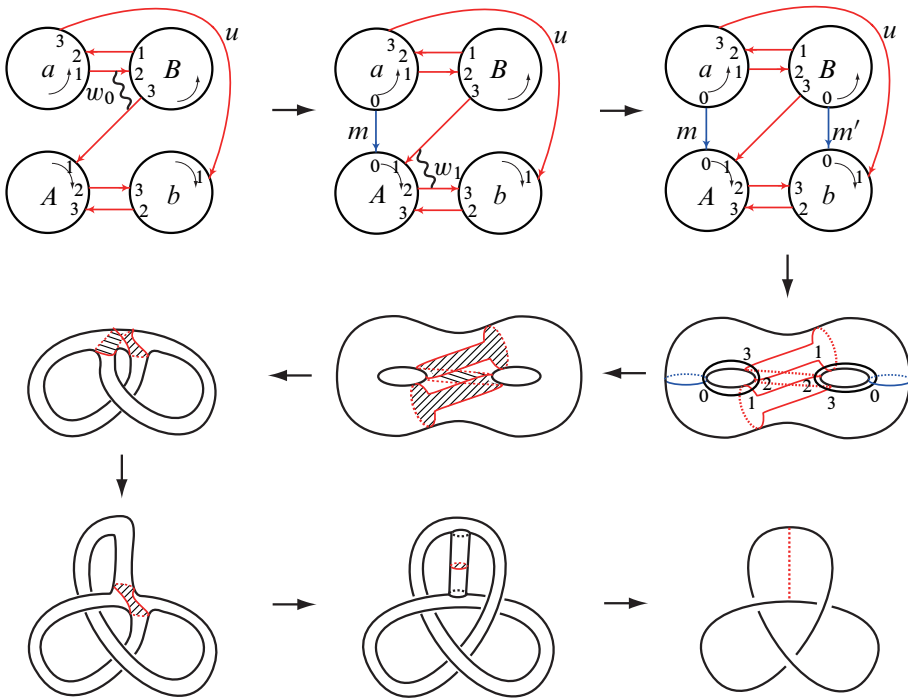 3 2 1 a 1 2 3 B u
w₀
1 2 3 A 3 2 1 b
3 2 1 0 a 1 2 3 B u
m
0 1 2 3 A w₁ 3 2 1 b
3 2 1 0 a 1 2 3 0 B u
m m′
0 1 2 3 A 0 3 2 1 b
3 1
0 2 2 0
1 3